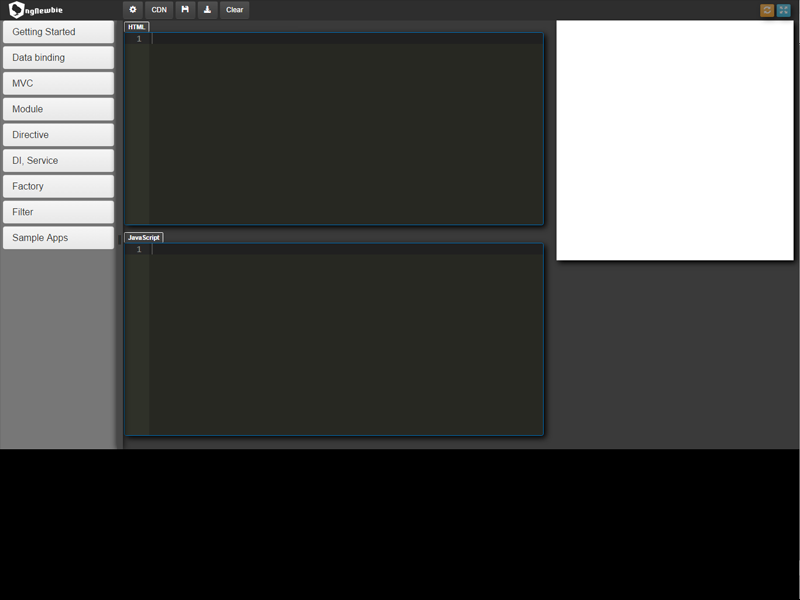 ngNewbie
CDN
Clear
Getting Started
Data binding
MVC
Module
Directive
DI, Service
Factory
Filter
Sample Apps
HTML
1
JavaScript
1